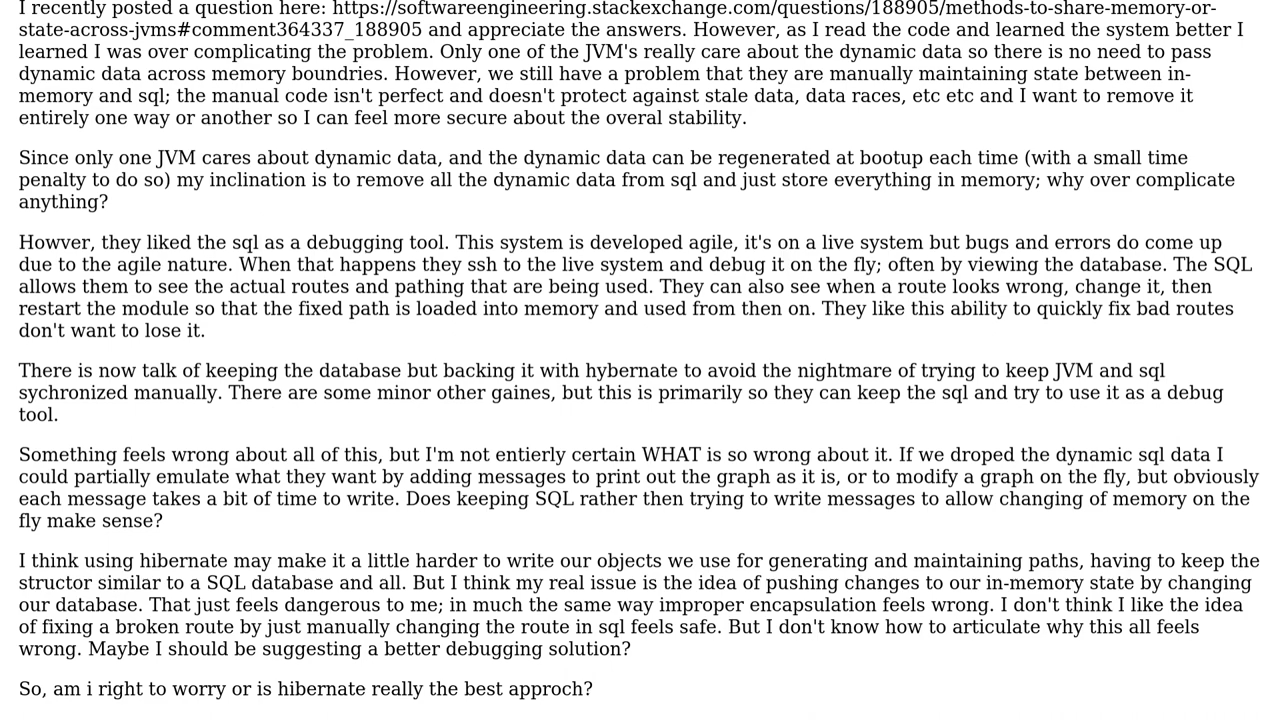 I recently posted a question here: https://softwareengineering.stackexchange.com/questions/188905/methods-to-share-memory-or-
state-across-jvms#comment364337_188905 and appreciate the answers. However, as I read the code and learned the system better I
learned I was over complicating the problem. Only one of the JVM's really care about the dynamic data so there is no need to pass
dynamic data across memory boundries. However, we still have a problem that they are manually maintaining state between in-
memory and sql; the manual code isn't perfect and doesn't protect against stale data, data races, etc etc and I want to remove it
entirely one way or another so I can feel more secure about the overal stability.
Since only one JVM cares about dynamic data, and the dynamic data can be regenerated at bootup each time (with a small time
penalty to do so) my inclination is to remove all the dynamic data from sql and just store everything in memory; why over complicate
anything?
Howver, they liked the sql as a debugging tool. This system is developed agile, it's on a live system but bugs and errors do come up
due to the agile nature. When that happens they ssh to the live system and debug it on the fly; often by viewing the database. The SQL
allows them to see the actual routes and pathing that are being used. They can also see when a route looks wrong, change it, then
restart the module so that the fixed path is loaded into memory and used from then on. They like this ability to quickly fix bad routes
don't want to lose it.
There is now talk of keeping the database but backing it with hybernate to avoid the nightmare of trying to keep JVM and sql
sychronized manually. There are some minor other gaines, but this is primarily so they can keep the sql and try to use it as a debug
tool.
Something feels wrong about all of this, but I'm not entierly certain WHAT is so wrong about it. If we droped the dynamic sql data I
could partially emulate what they want by adding messages to print out the graph as it is, or to modify a graph on the fly, but obviously
each message takes a bit of time to write. Does keeping SQL rather then trying to write messages to allow changing of memory on the
fly make sense?
I think using hibernate may make it a little harder to write our objects we use for generating and maintaining paths, having to keep the
structor similar to a SQL database and all. But I think my real issue is the idea of pushing changes to our in-memory state by changing
our database. That just feels dangerous to me; in much the same way improper encapsulation feels wrong. I don't think I like the idea
of fixing a broken route by just manually changing the route in sql feels safe. But I don't know how to articulate why this all feels
wrong. Maybe I should be suggesting a better debugging solution?
So, am i right to worry or is hibernate really the best approch?